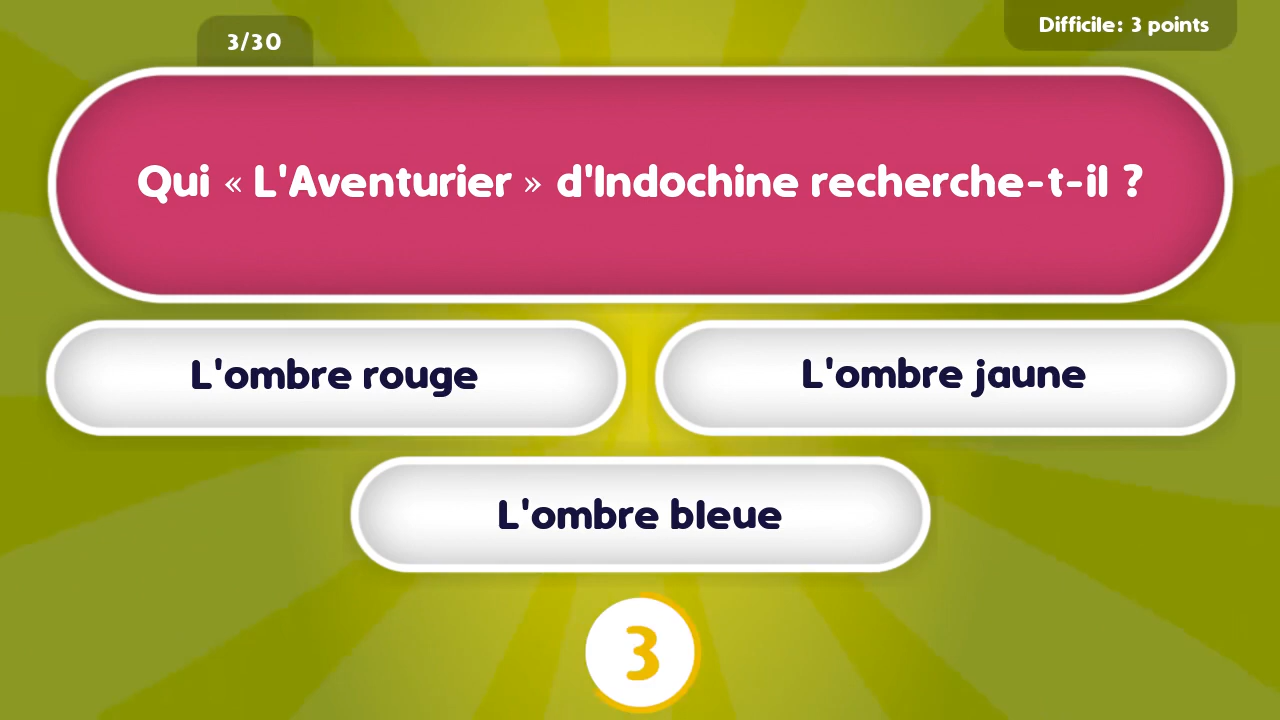 3/30
Difficile: 3 points
Qui « L'Aventurier » d'Indochine recherche-t-il ?
L'ombre rouge
L'ombre jaune
L'ombre bleue
3